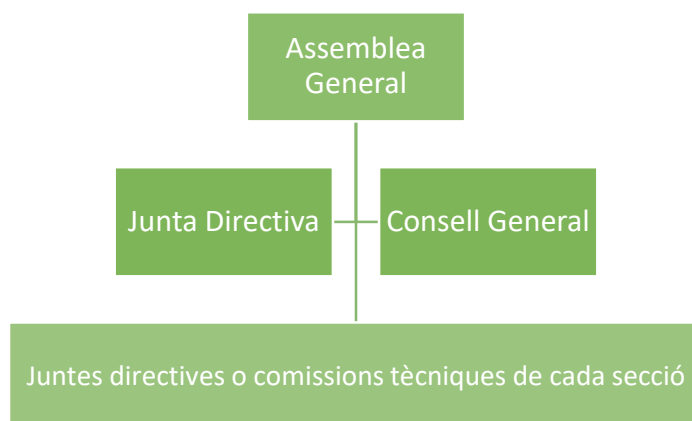 Assemblea
General
Junta Directiva
Consell General
Juntes directives o comissions tècniques de cada secció